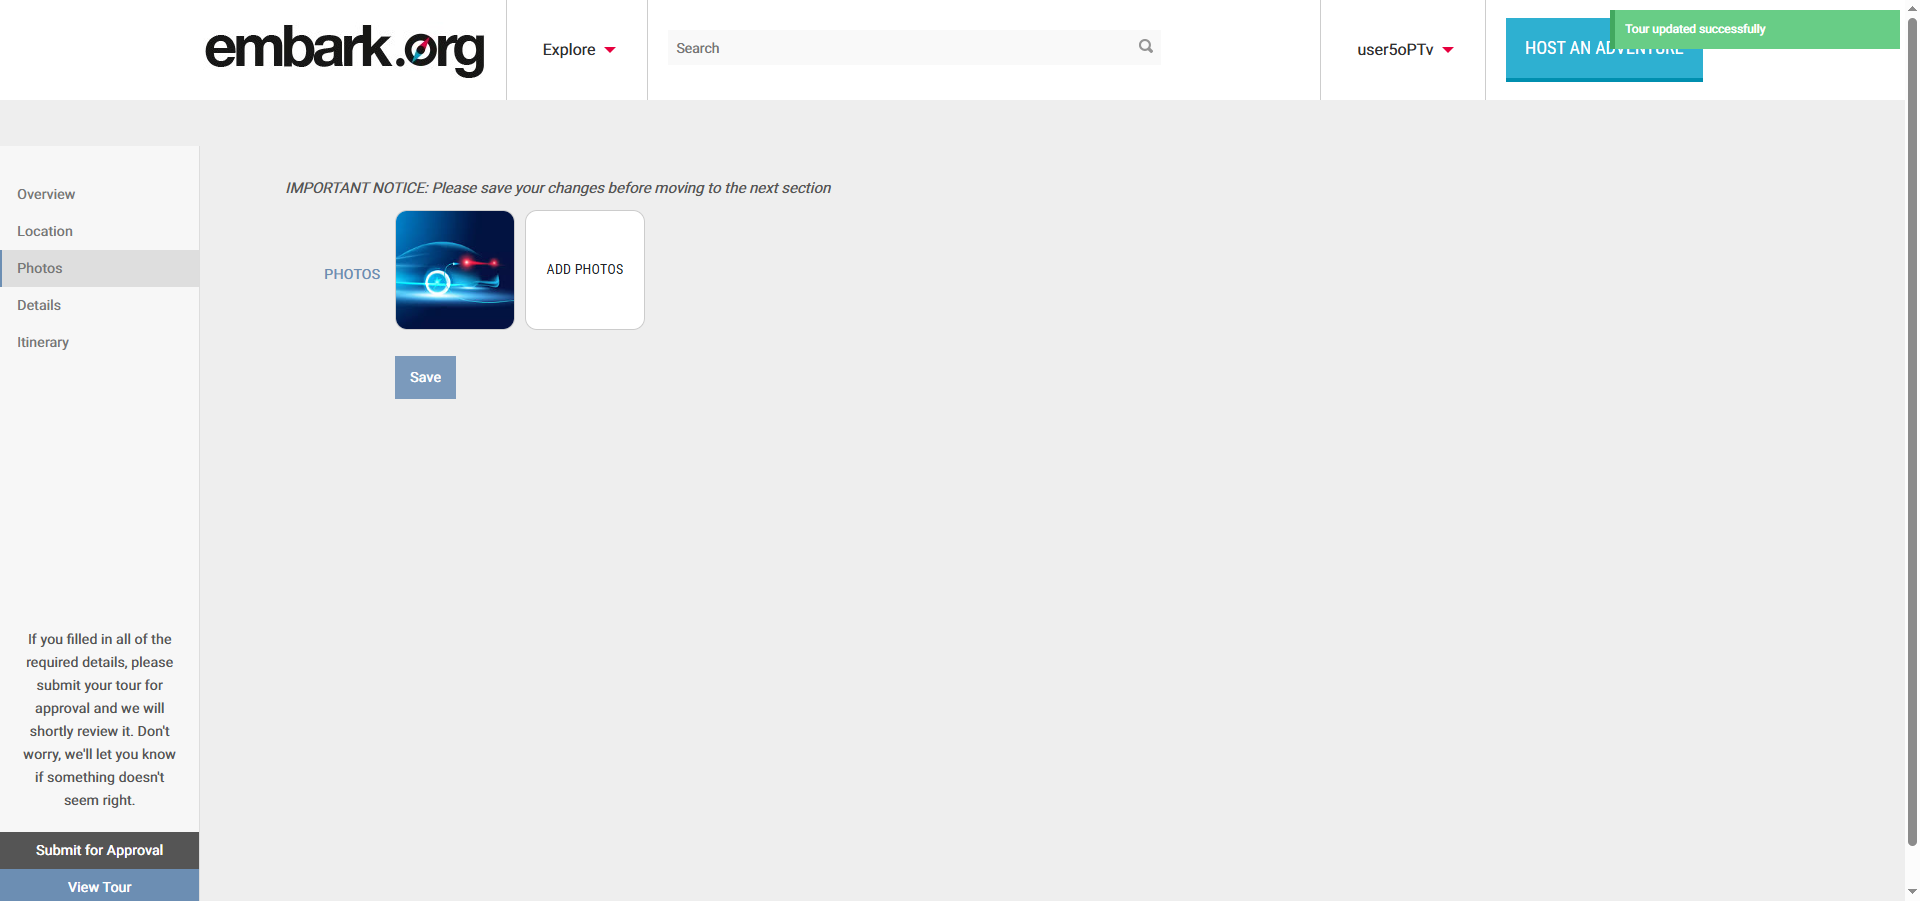 embark.org
Explore
Search
user5oPTv
HOST AN ADVENTURE
Tour updated successfully
Overview
Location
Photos
Details
Itinerary
IMPORTANT NOTICE: Please save your changes before moving to the next section
PHOTOS
ADD PHOTOS
Save
If you filled in all of the
required details, please
submit your tour for
approval and we will
shortly review it. Don't
worry, we'll let you know
if something doesn't
seem right.
Submit for Approval
View Tour